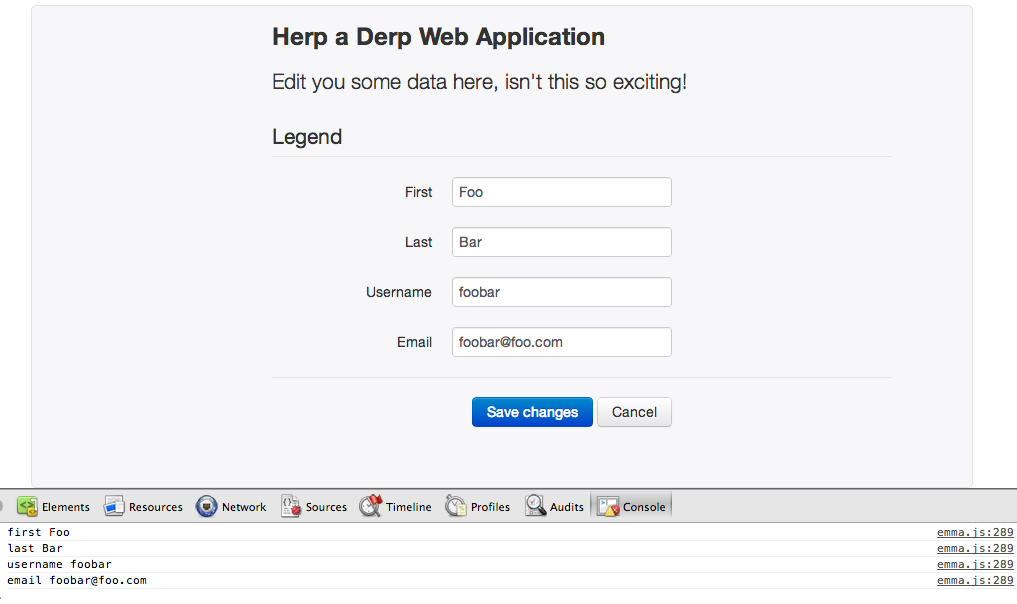 Herp a Derp Web Application
Edit you some data here, isn't this so exciting!
Legend
First Foo
Last Bar
Username foobar
Email foobar@foo.com
Save changes Cancel
Elements Resources Network Sources Timeline Profiles Audits Console
first Foo emma.js:289
last Bar emma.js:289
username foobar emma.js:289
email foobar@foo.com emma.js:289